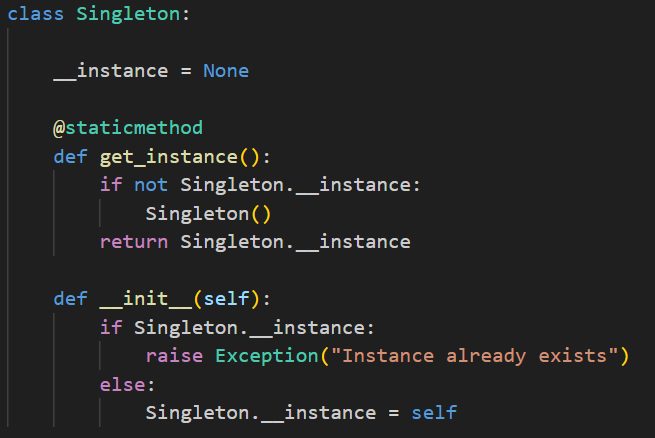 class Singleton:
    __instance = None
    @staticmethod
    def get_instance():
        if not Singleton.__instance:
            Singleton()
        return Singleton.__instance
    def __init__(self):
        if Singleton.__instance:
            raise Exception("Instance already exists")
        else:
            Singleton.__instance = self